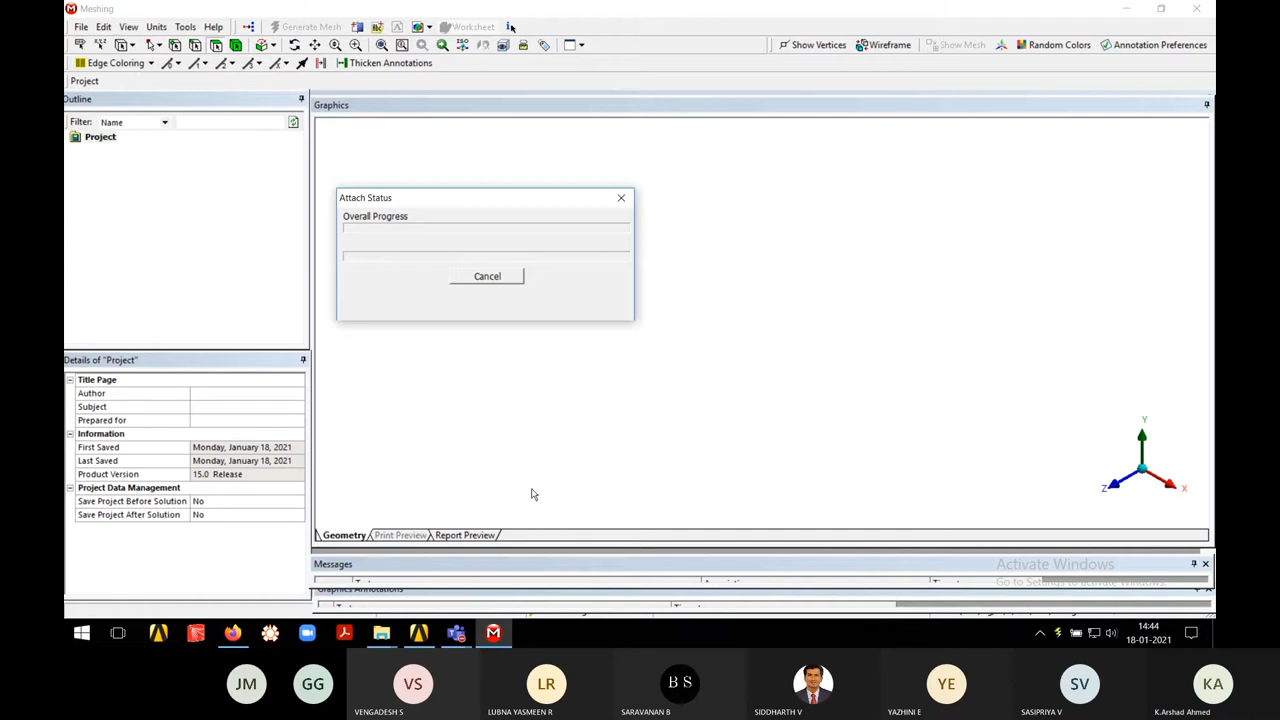 Meshing
File Edit View Units Tools Help Generate Mesh A Worksheet i
Show Vertices Wireframe Show Mesh Random Colors Annotation Preferences
Edge Coloring Thicken Annotations
Project
Outline
Filter: Name
Project
Graphics
Attach Status
Overall Progress
Cancel
Details of "Project"
Title Page
Author
Subject
Prepared for
Information
First Saved Monday, January 18, 2021
Last Saved Monday, January 18, 2021
Product Version 15.0 Release
Project Data Management
Save Project Before Solution No
Save Project After Solution No
Y
Z
X
Geometry Print Preview Report Preview
Messages
Activate Windows
Go to Settings to activate Windows.
Graphics Annotations
14:44
18-01-2021
JM
GG
VS
VENGADESH S
LR
LUBNA YASMEEN R
B S
SARAVANAN B
SIDDHARTH V
YE
YAZHINI E
SV
SASIPRIYA V
KA
K.Arshad Ahmed